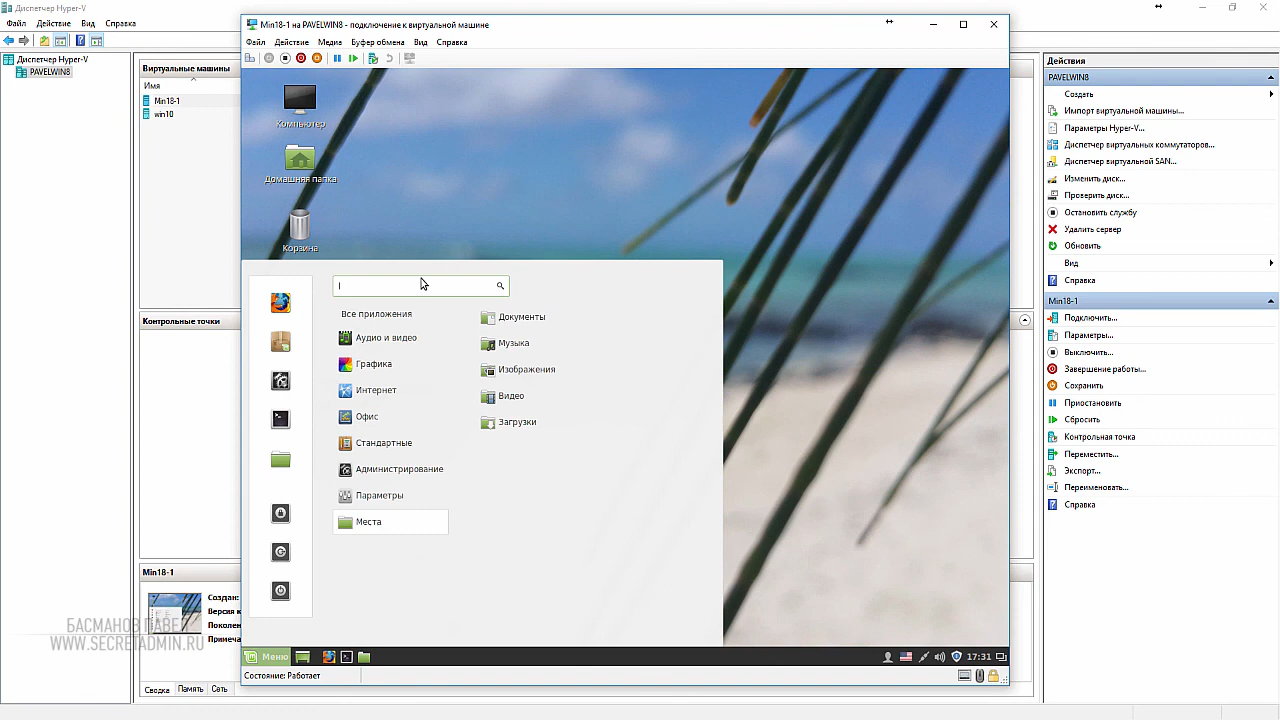 Диспетчер Hyper-V
Файл Действие Вид Справка
Диспетчер Hyper-V
PAVELWIN8
Виртуальные машины
Имя
Min18-1
win10
Контрольные точки
Min18-1
Создан:
Версия к
Поколен
Примеча
Сводка Память Сеть
БАСМАНОВ ПАВЕЛ
WWW.SECRETADMIN.RU
Min18-1 на PAVELWIN8 - подключение к виртуальной машине
Файл Действие Медиа Буфер обмена Вид Справка
Компьютер
Домашняя папка
Корзина
Все приложения
Аудио и видео
Графика
Интернет
Офис
Стандартные
Администрирование
Параметры
Места
Документы
Музыка
Изображения
Видео
Загрузки
Меню
17:31
Состояние: Работает
Действия
PAVELWIN8
Создать
Импорт виртуальной машины...
Параметры Hyper-V...
Диспетчер виртуальных коммутаторов...
Диспетчер виртуальной SAN...
Изменить диск...
Проверить диск...
Остановить службу
Удалить сервер
Обновить
Вид
Справка
Min18-1
Подключить...
Параметры...
Выключить...
Завершение работы...
Сохранить
Приостановить
Сбросить
Контрольная точка
Переместить...
Экспорт...
Переименовать...
Справка